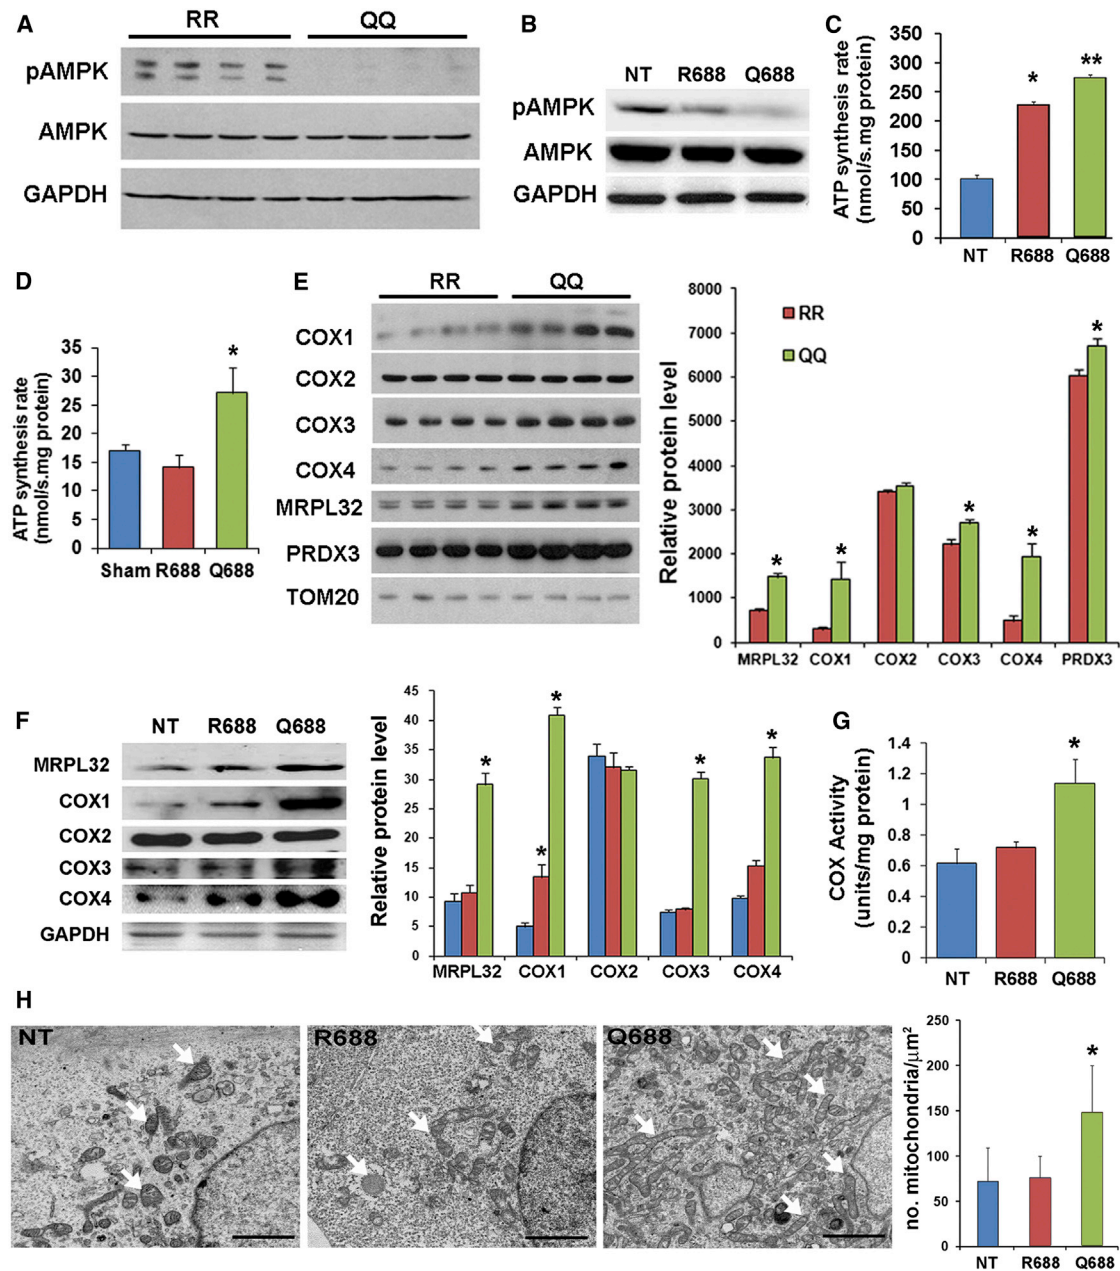 A
RR QQ
pAMPK
AMPK
GAPDH
B
NT R688 Q688
pAMPK
AMPK
GAPDH
C
ATP synthesis rate
(nmol/s.mg protein)
350
300
250
200
150
100
50
0
*
**
NT R688 Q688
D
ATP synthesis rate
(nmol/s.mg protein)
35
30
25
20
15
10
5
0
*
Sham R688 Q688
E
RR QQ
COX1
COX2
COX3
COX4
MRPL32
PRDX3
TOM20
Relative protein level
8000
7000
6000
5000
4000
3000
2000
1000
0
RR
QQ
* * * * *
MRPL32 COX1 COX2 COX3 COX4 PRDX3
F
NT R688 Q688
MRPL32
COX1
COX2
COX3
COX4
GAPDH
Relative protein level
45
40
35
30
25
20
15
10
5
0
* * * * *
MRPL32 COX1 COX2 COX3 COX4
G
COX Activity
(units/mg protein)
1.4
1.2
1
0.8
0.6
0.4
0.2
0
*
NT R688 Q688
H
NT
R688
Q688
no. mitochondria/µm²
250
200
150
100
50
0
*
NT R688 Q688